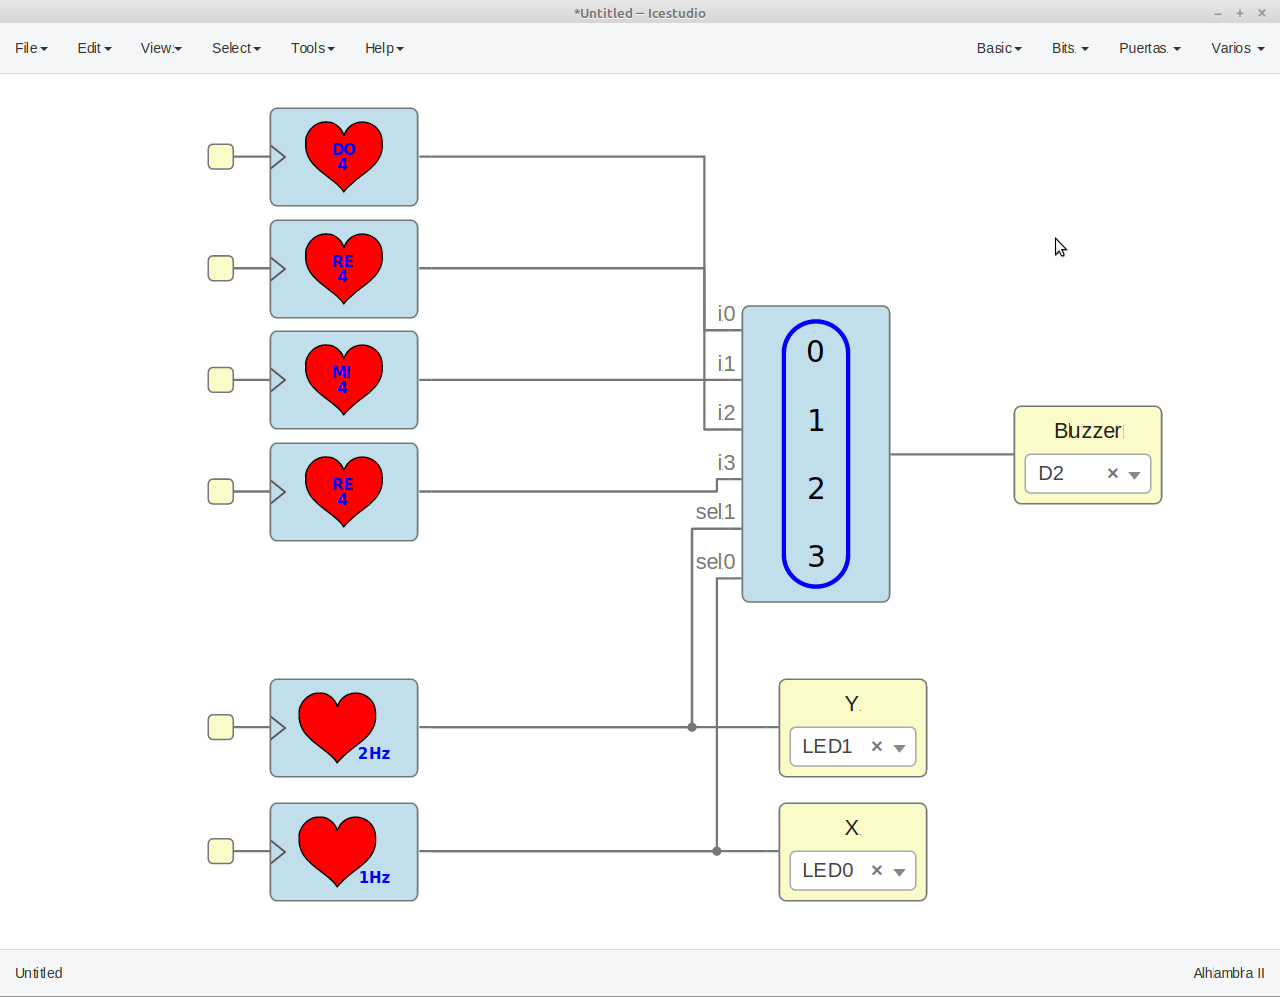 *Untitled – Icestudio
File Edit View Select Tools Help Basic Bits Puertas Varios
DO
4
RE
4
MI
4
RE
4
i0
i1
i2
i3
sel1
sel0
0
1
2
3
Buzzer
D2
2Hz
Y
LED1
1Hz
X
LED0
Untitled Alhambra II